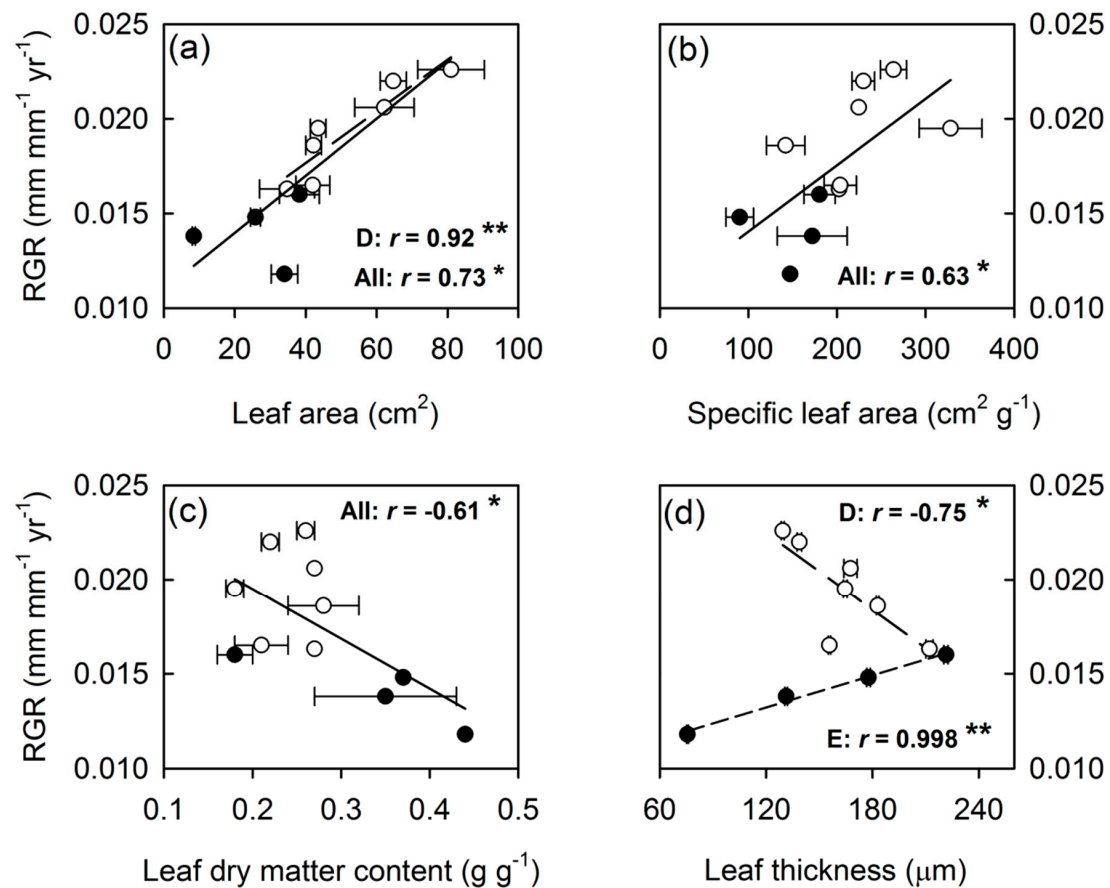 (a)
RGR (mm mm⁻¹ yr⁻¹)
0.025
0.020
0.015
0.010
D: r = 0.92 **
All: r = 0.73 *
0 20 40 60 80 100
Leaf area (cm²)
(b)
0.025
0.020
0.015
0.010
All: r = 0.63 *
0 100 200 300 400
Specific leaf area (cm² g⁻¹)
(c)
RGR (mm mm⁻¹ yr⁻¹)
0.025
0.020
0.015
0.010
All: r = -0.61 *
0.1 0.2 0.3 0.4 0.5
Leaf dry matter content (g g⁻¹)
(d)
0.025
0.020
0.015
0.010
D: r = -0.75 *
E: r = 0.998 **
60 120 180 240
Leaf thickness (μm)